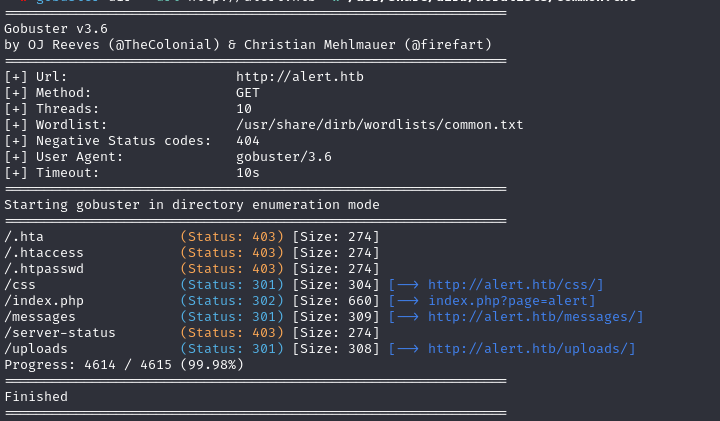 ===============================================================
Gobuster v3.6
by OJ Reeves (@TheColonial) & Christian Mehlmauer (@firefart)
===============================================================
[+] Url:                     http://alert.htb
[+] Method:                  GET
[+] Threads:                 10
[+] Wordlist:                /usr/share/dirb/wordlists/common.txt
[+] Negative Status codes:   404
[+] User Agent:              gobuster/3.6
[+] Timeout:                 10s
===============================================================
Starting gobuster in directory enumeration mode
===============================================================
/.hta                 (Status: 403) [Size: 274]
/.htaccess            (Status: 403) [Size: 274]
/.htpasswd            (Status: 403) [Size: 274]
/css                  (Status: 301) [Size: 304] [--> http://alert.htb/css/]
/index.php            (Status: 302) [Size: 660] [--> index.php?page=alert]
/messages             (Status: 301) [Size: 309] [--> http://alert.htb/messages/]
/server-status        (Status: 403) [Size: 274]
/uploads              (Status: 301) [Size: 308] [--> http://alert.htb/uploads/]
Progress: 4614 / 4615 (99.98%)
===============================================================
Finished
===============================================================